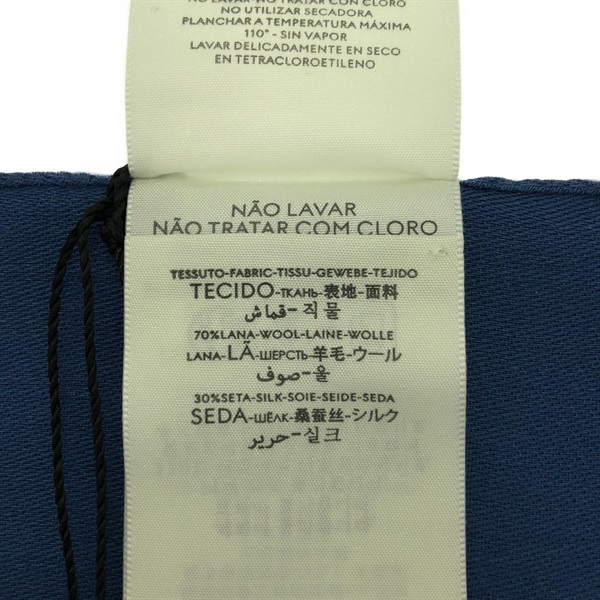 NO LAVAR-NO TRATAR CON CLORO
NO UTILIZAR SECADORA
PLANCHAR A TEMPERATURA MÁXIMA
110°- SIN VAPOR
LAVAR DELICADAMENTE EN SECO
EN TETRACLOROETILENO
NÃO LAVAR
NÃO TRATAR COM CLORO
TESSUTO-FABRIC-TISSU-GEWEBE-TEJIDO
TECIDO-ТКАНЬ-表地-面料
قماش-직물
70%LANA-WOOL-LAINE-WOLLE
LANA-LÃ-ШЕРСТЬ-羊毛-ウール
صوف-울
30%SETA-SILK-SOIE-SEIDE-SEDA
SEDA-ШЁЛК-桑蚕丝-シルク
حرير-실크